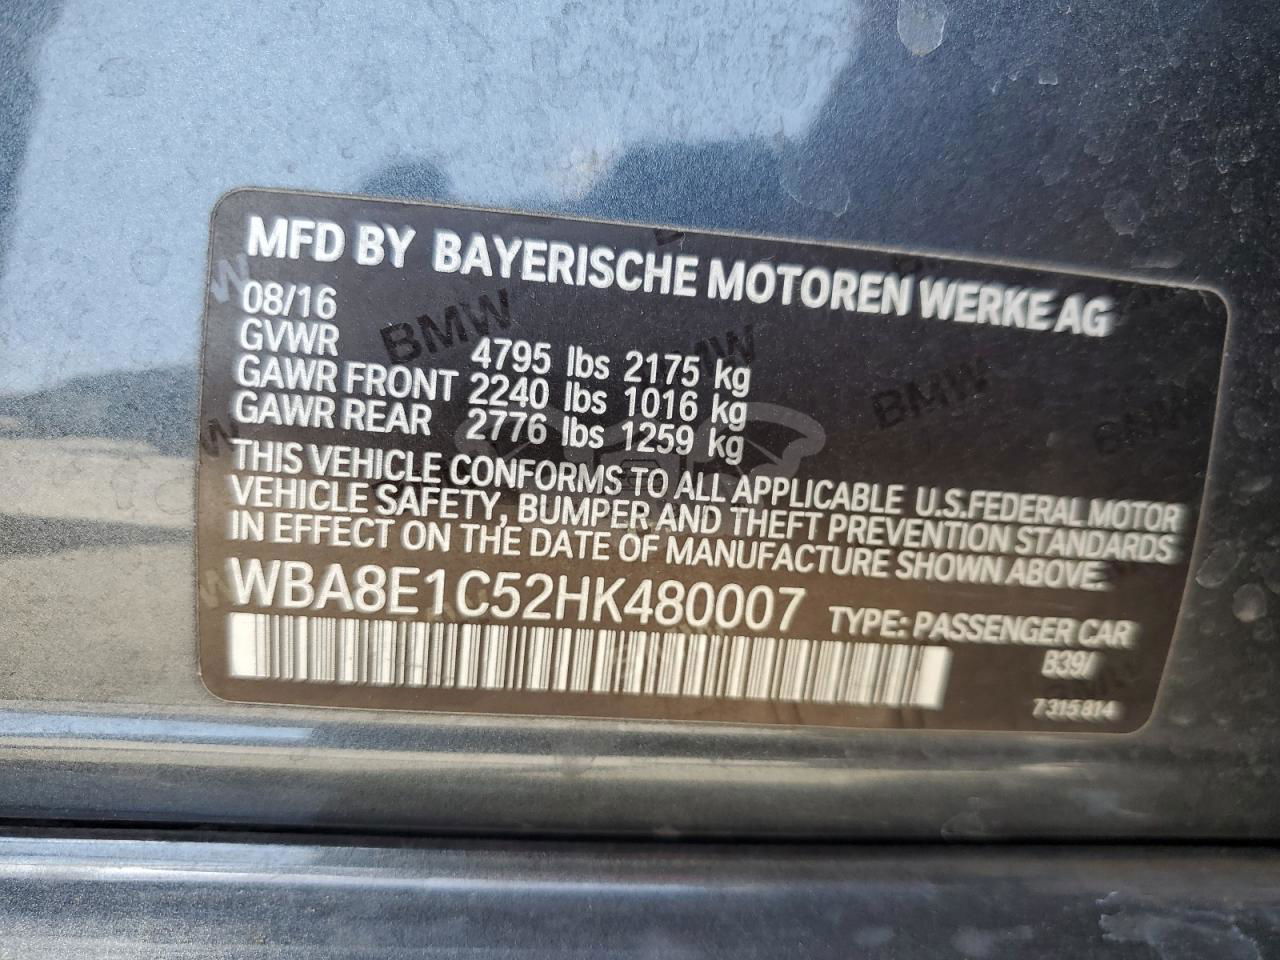 MFD BY BAYERISCHE MOTOREN WERKE AG
08/16
GVWR 4795 lbs 2175 kg
GAWR FRONT 2240 lbs 1016 kg
GAWR REAR 2776 lbs 1259 kg
THIS VEHICLE CONFORMS TO ALL APPLICABLE U.S.FEDERAL MOTOR
VEHICLE SAFETY, BUMPER AND THEFT PREVENTION STANDARDS
IN EFFECT ON THE DATE OF MANUFACTURE SHOWN ABOVE.
WBA8E1C52HK480007 TYPE: PASSENGER CAR
B39/
7 315 814